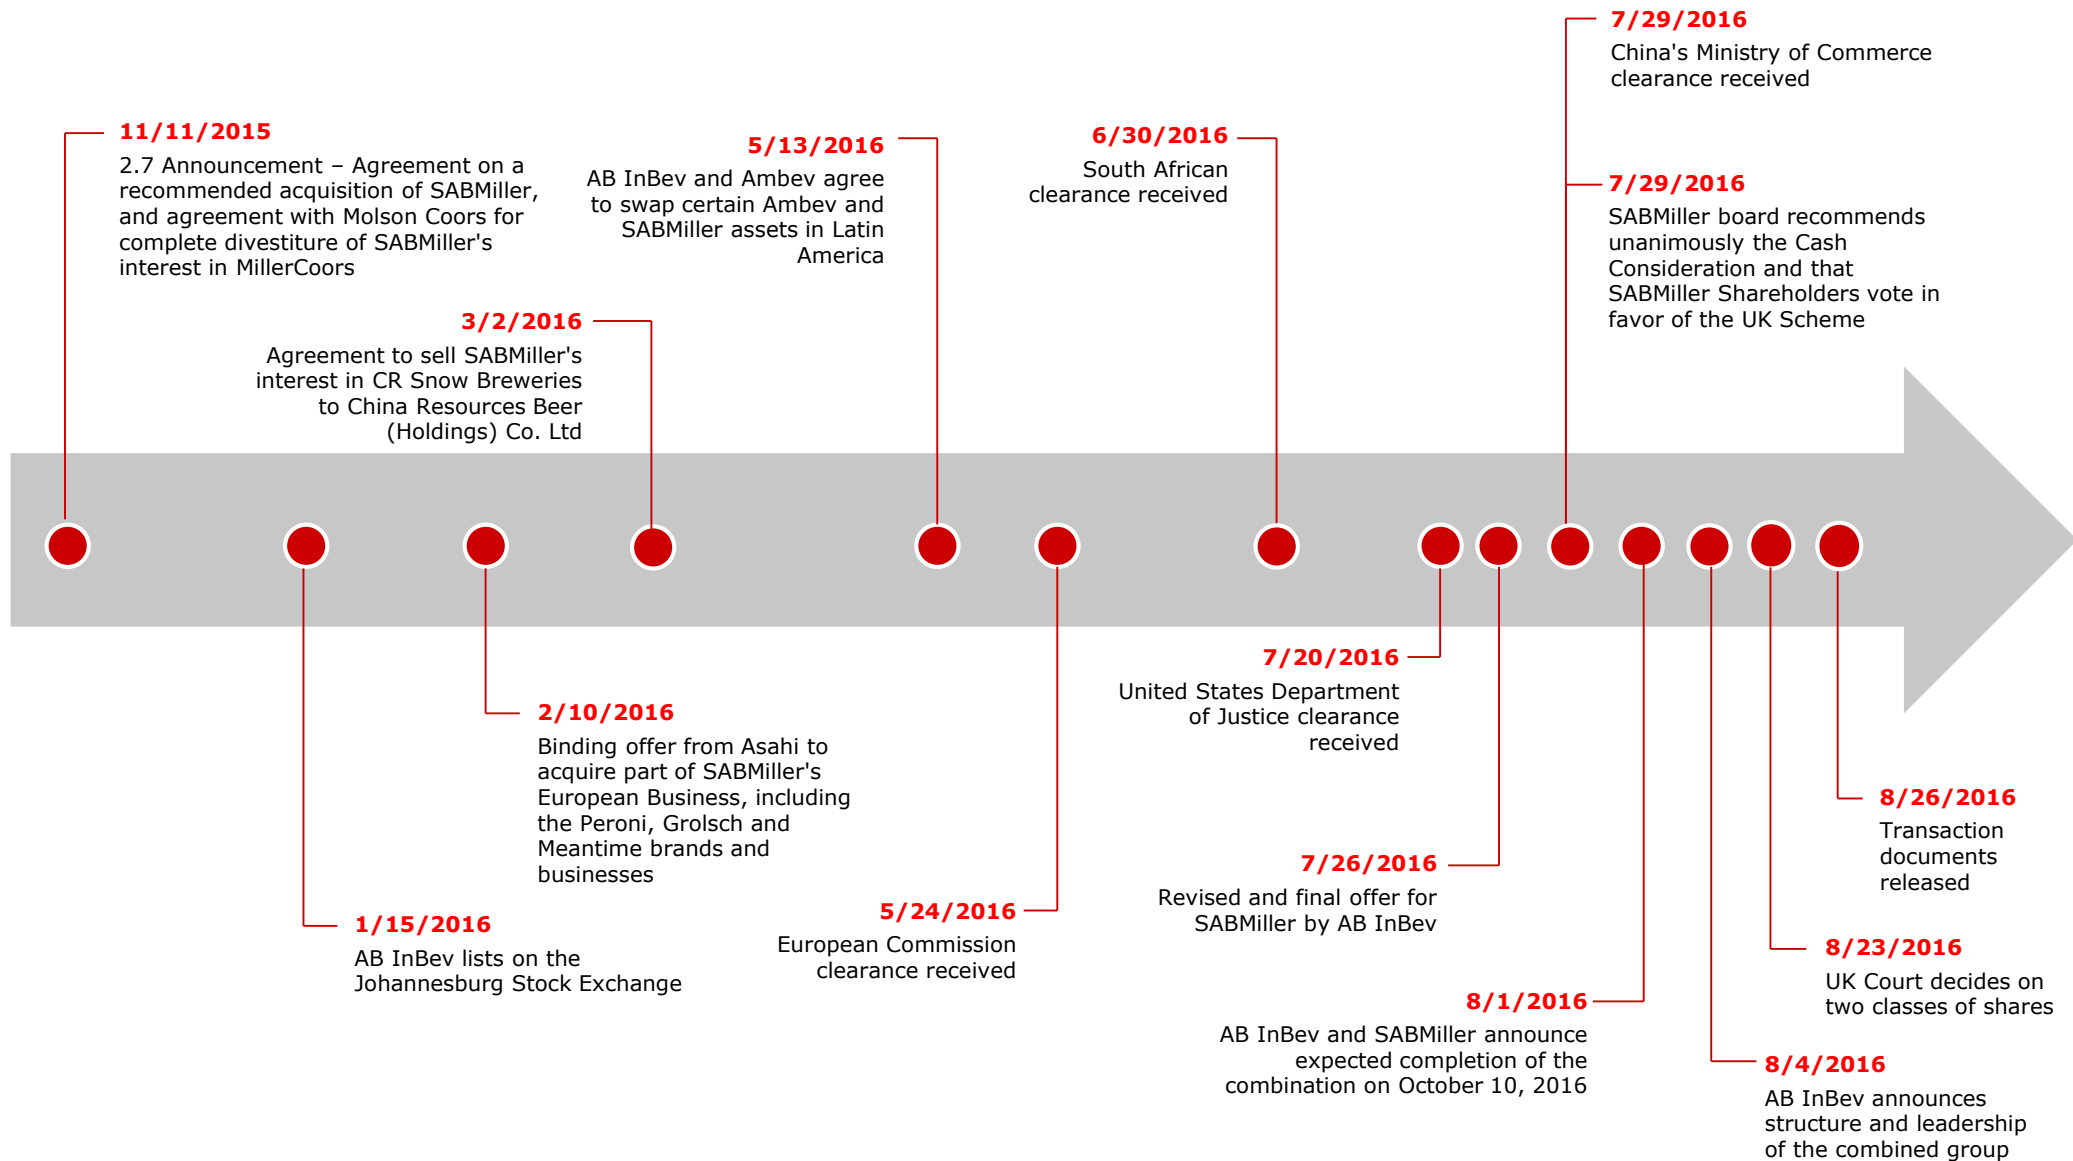 11/11/2015
2.7 Announcement – Agreement on a
recommended acquisition of SABMiller,
and agreement with Molson Coors for
complete divestiture of SABMiller's
interest in MillerCoors
1/15/2016
AB InBev lists on the
Johannesburg Stock Exchange
2/10/2016
Binding offer from Asahi to
acquire part of SABMiller's
European Business, including
the Peroni, Grolsch and
Meantime brands and
businesses
3/2/2016
Agreement to sell SABMiller's
interest in CR Snow Breweries
to China Resources Beer
(Holdings) Co. Ltd
5/13/2016
AB InBev and Ambev agree
to swap certain Ambev and
SABMiller assets in Latin
America
5/24/2016
European Commission
clearance received
6/30/2016
South African
clearance received
7/20/2016
United States Department
of Justice clearance
received
7/26/2016
Revised and final offer for
SABMiller by AB InBev
7/29/2016
China's Ministry of Commerce
clearance received
7/29/2016
SABMiller board recommends
unanimously the Cash
Consideration and that
SABMiller Shareholders vote in
favor of the UK Scheme
8/1/2016
AB InBev and SABMiller announce
expected completion of the
combination on October 10, 2016
8/4/2016
AB InBev announces
structure and leadership
of the combined group
8/23/2016
UK Court decides on
two classes of shares
8/26/2016
Transaction
documents
released